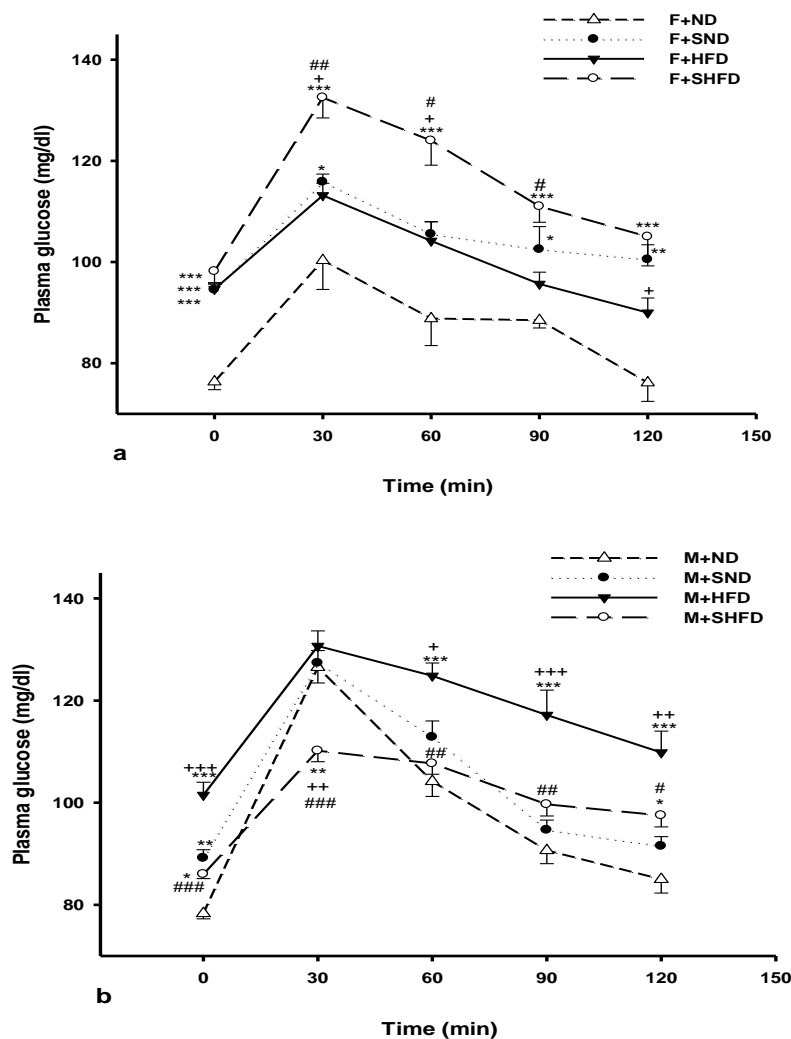 F+ND
F+SND
F+HFD
F+SHFD
140
120
100
80
Plasma glucose (mg/dl)
##
+
***
#
+
***
*
#
***
*
***
**
+
***
***
***
0 30 60 90 120 150
a
Time (min)
M+ND
M+SND
M+HFD
M+SHFD
140
120
100
80
Plasma glucose (mg/dl)
+
***
+++
***
++
***
+++
***
##
##
#
*
**
++
###
**
*
###
0 30 60 90 120 150
b
Time (min)